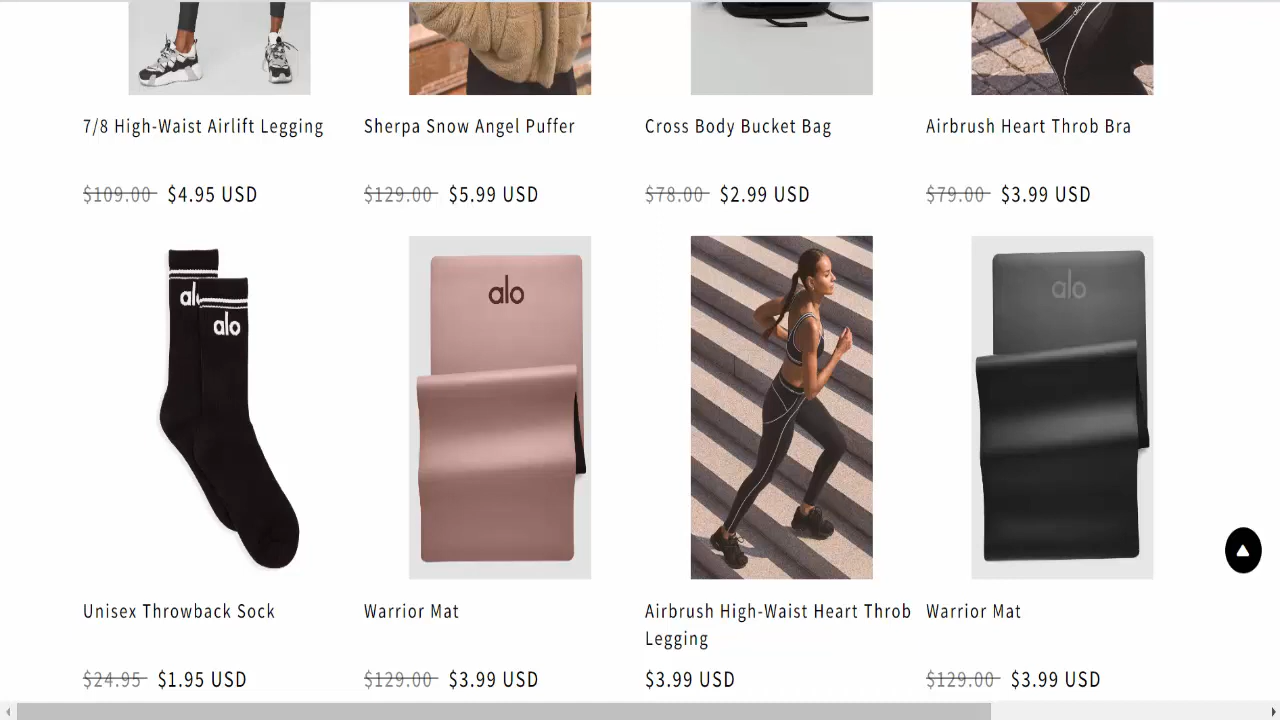 alo
7/8 High-Waist Airlift Legging
Sherpa Snow Angel Puffer
Cross Body Bucket Bag
Airbrush Heart Throb Bra
$109.00 $4.95 USD
$129.00 $5.99 USD
$78.00 $2.99 USD
$79.00 $3.99 USD
alo
alo
alo
alo
Unisex Throwback Sock
Warrior Mat
Airbrush High-Waist Heart Throb
Legging
Warrior Mat
$24.95 $1.95 USD
$129.00 $3.99 USD
$3.99 USD
$129.00 $3.99 USD